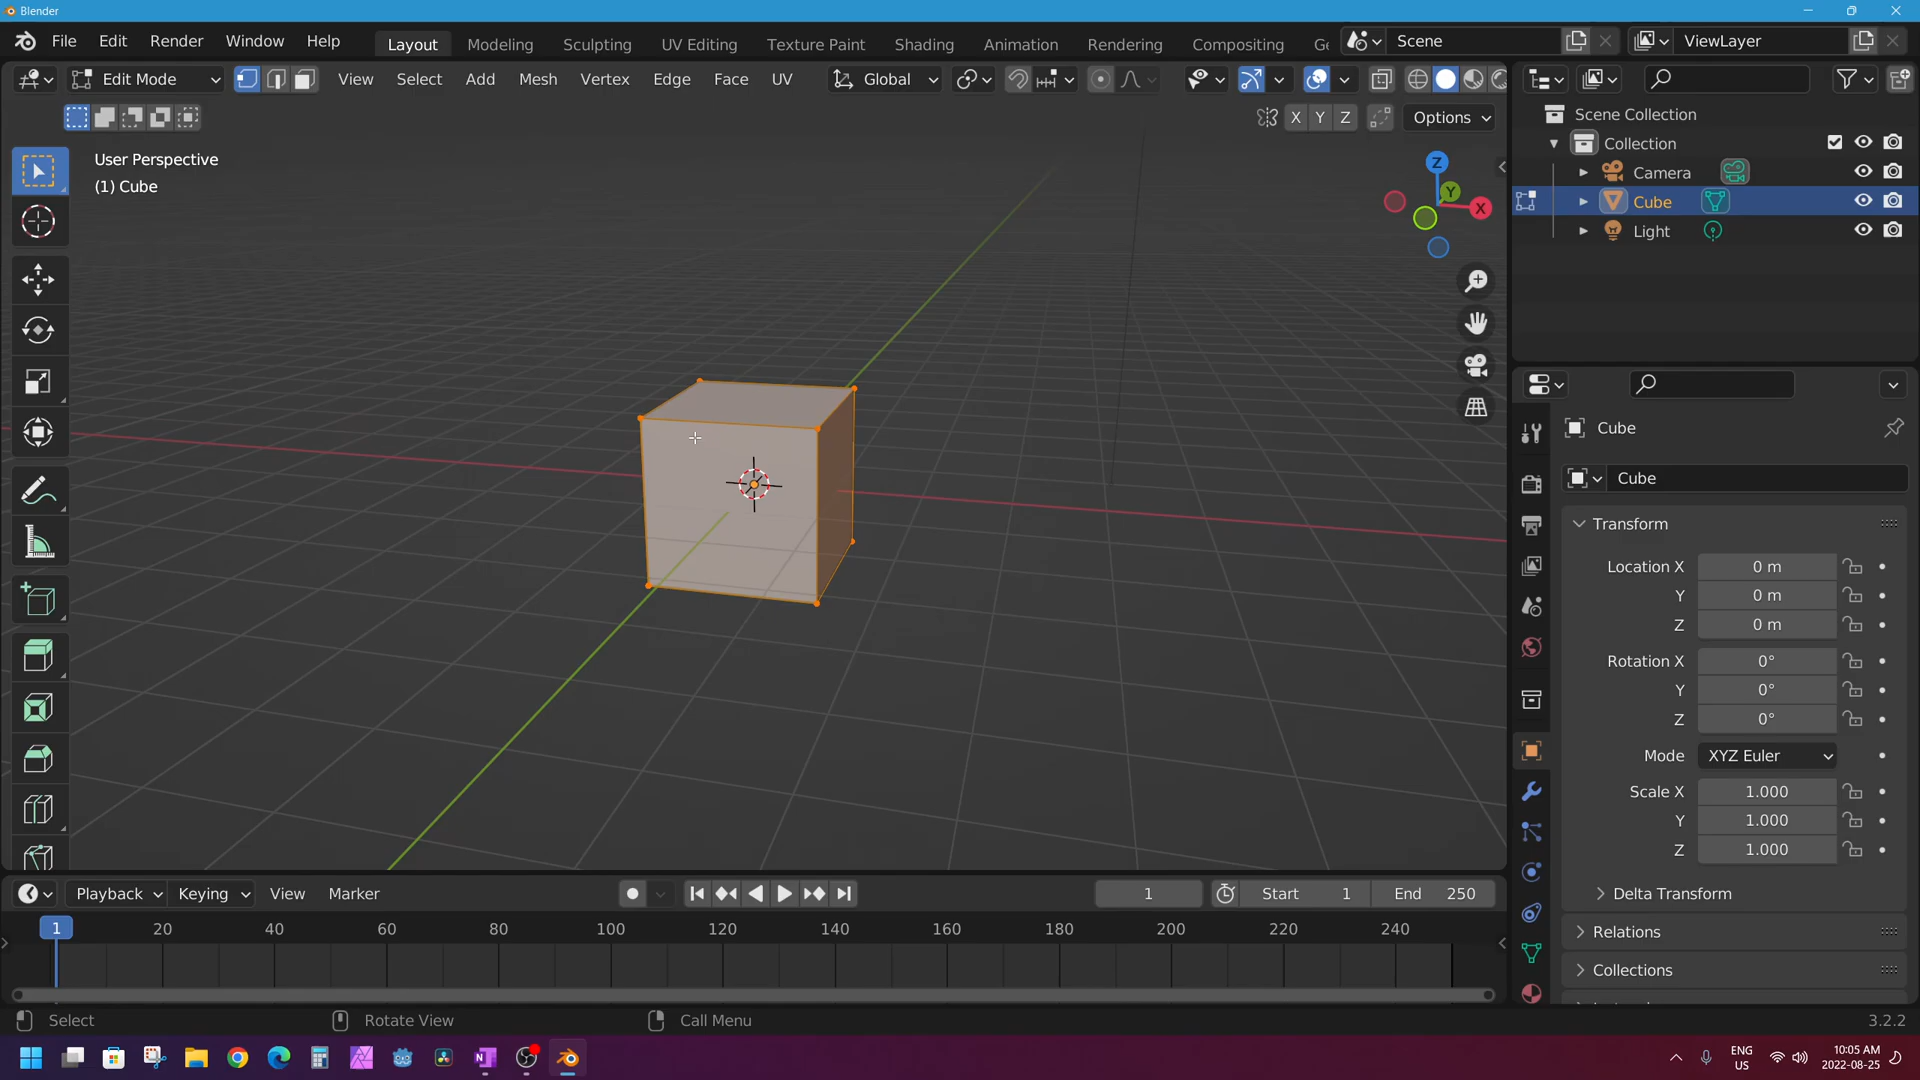 Blender
File Edit Render Window Help Layout Modeling Sculpting UV Editing Texture Paint Shading Animation Rendering Compositing Ge Scene ViewLayer
Edit Mode View Select Add Mesh Vertex Edge Face UV Global
X Y Z Options
User Perspective
(1) Cube
Z
Y
X
Scene Collection
Collection
Camera
Cube
Light
Cube
Cube
Transform
Location X 0 m
Y 0 m
Z 0 m
Rotation X 0°
Y 0°
Z 0°
Mode XYZ Euler
Scale X 1.000
Y 1.000
Z 1.000
Delta Transform
Relations
Collections
Playback Keying View Marker 1 Start 1 End 250
1 20 40 60 80 100 120 140 160 180 200 220 240
Select Rotate View Call Menu 3.2.2
ENG
US
10:05 AM
2022-08-25